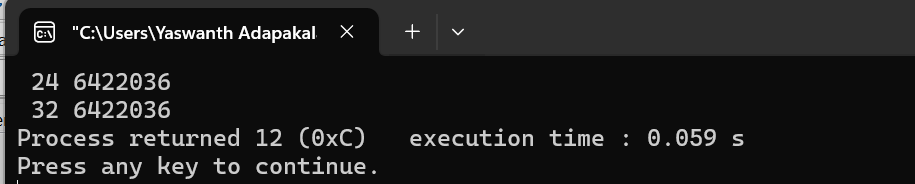 "C:\Users\Yaswanth Adapakal
24 6422036
32 6422036
Process returned 12 (0xC)   execution time : 0.059 s
Press any key to continue.